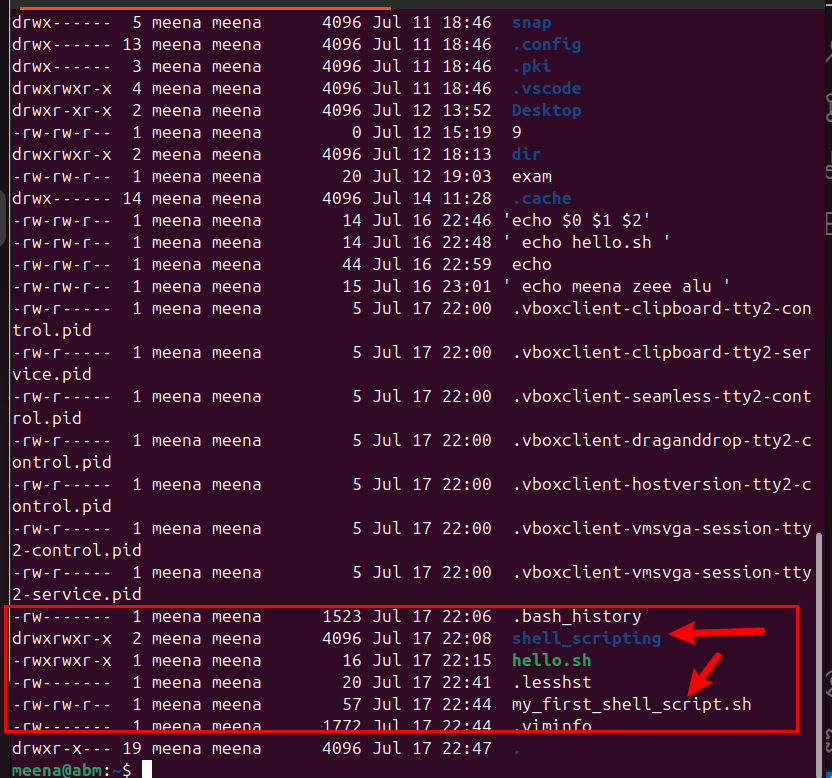 drwx------  5 meena meena      4096 Jul 11 18:46  snap
drwx------ 13 meena meena      4096 Jul 11 18:46  .config
drwx------  3 meena meena      4096 Jul 11 18:46  .pki
drwxrwxr-x  4 meena meena      4096 Jul 11 18:46  .vscode
drwxr-xr-x  2 meena meena      4096 Jul 12 13:52  Desktop
-rw-rw-r--  1 meena meena         0 Jul 12 15:19  9
drwxrwxr-x  2 meena meena      4096 Jul 12 18:13  dir
-rw-rw-r--  1 meena meena        20 Jul 12 19:03  exam
drwx------ 14 meena meena      4096 Jul 14 11:28  .cache
-rw-rw-r--  1 meena meena        14 Jul 16 22:46 'echo $0 $1 $2'
-rw-rw-r--  1 meena meena        14 Jul 16 22:48 ' echo hello.sh '
-rw-rw-r--  1 meena meena        44 Jul 16 22:59  echo
-rw-rw-r--  1 meena meena        15 Jul 16 23:01 ' echo meena zeee alu '
-rw-r-----  1 meena meena         5 Jul 17 22:00  .vboxclient-clipboard-tty2-con
trol.pid
-rw-r-----  1 meena meena         5 Jul 17 22:00  .vboxclient-clipboard-tty2-ser
vice.pid
-rw-r-----  1 meena meena         5 Jul 17 22:00  .vboxclient-seamless-tty2-cont
rol.pid
-rw-r-----  1 meena meena         5 Jul 17 22:00  .vboxclient-draganddrop-tty2-c
ontrol.pid
-rw-r-----  1 meena meena         5 Jul 17 22:00  .vboxclient-hostversion-tty2-c
ontrol.pid
-rw-r-----  1 meena meena         5 Jul 17 22:00  .vboxclient-vmsvga-session-tty
2-control.pid
-rw-r-----  1 meena meena         5 Jul 17 22:00  .vboxclient-vmsvga-session-tty
2-service.pid
-rw-------  1 meena meena      1523 Jul 17 22:06  .bash_history
drwxrwxr-x  2 meena meena      4096 Jul 17 22:08  shell_scripting
-rwxrwxr-x  1 meena meena        16 Jul 17 22:15  hello.sh
-rw-------  1 meena meena        20 Jul 17 22:41  .lesshst
-rw-rw-r--  1 meena meena        57 Jul 17 22:44  my_first_shell_script.sh
-rw-------  1 meena meena      1772 Jul 17 22:44  .viminfo
drwxr-x--- 19 meena meena      4096 Jul 17 22:47  .
meena@abm:~$